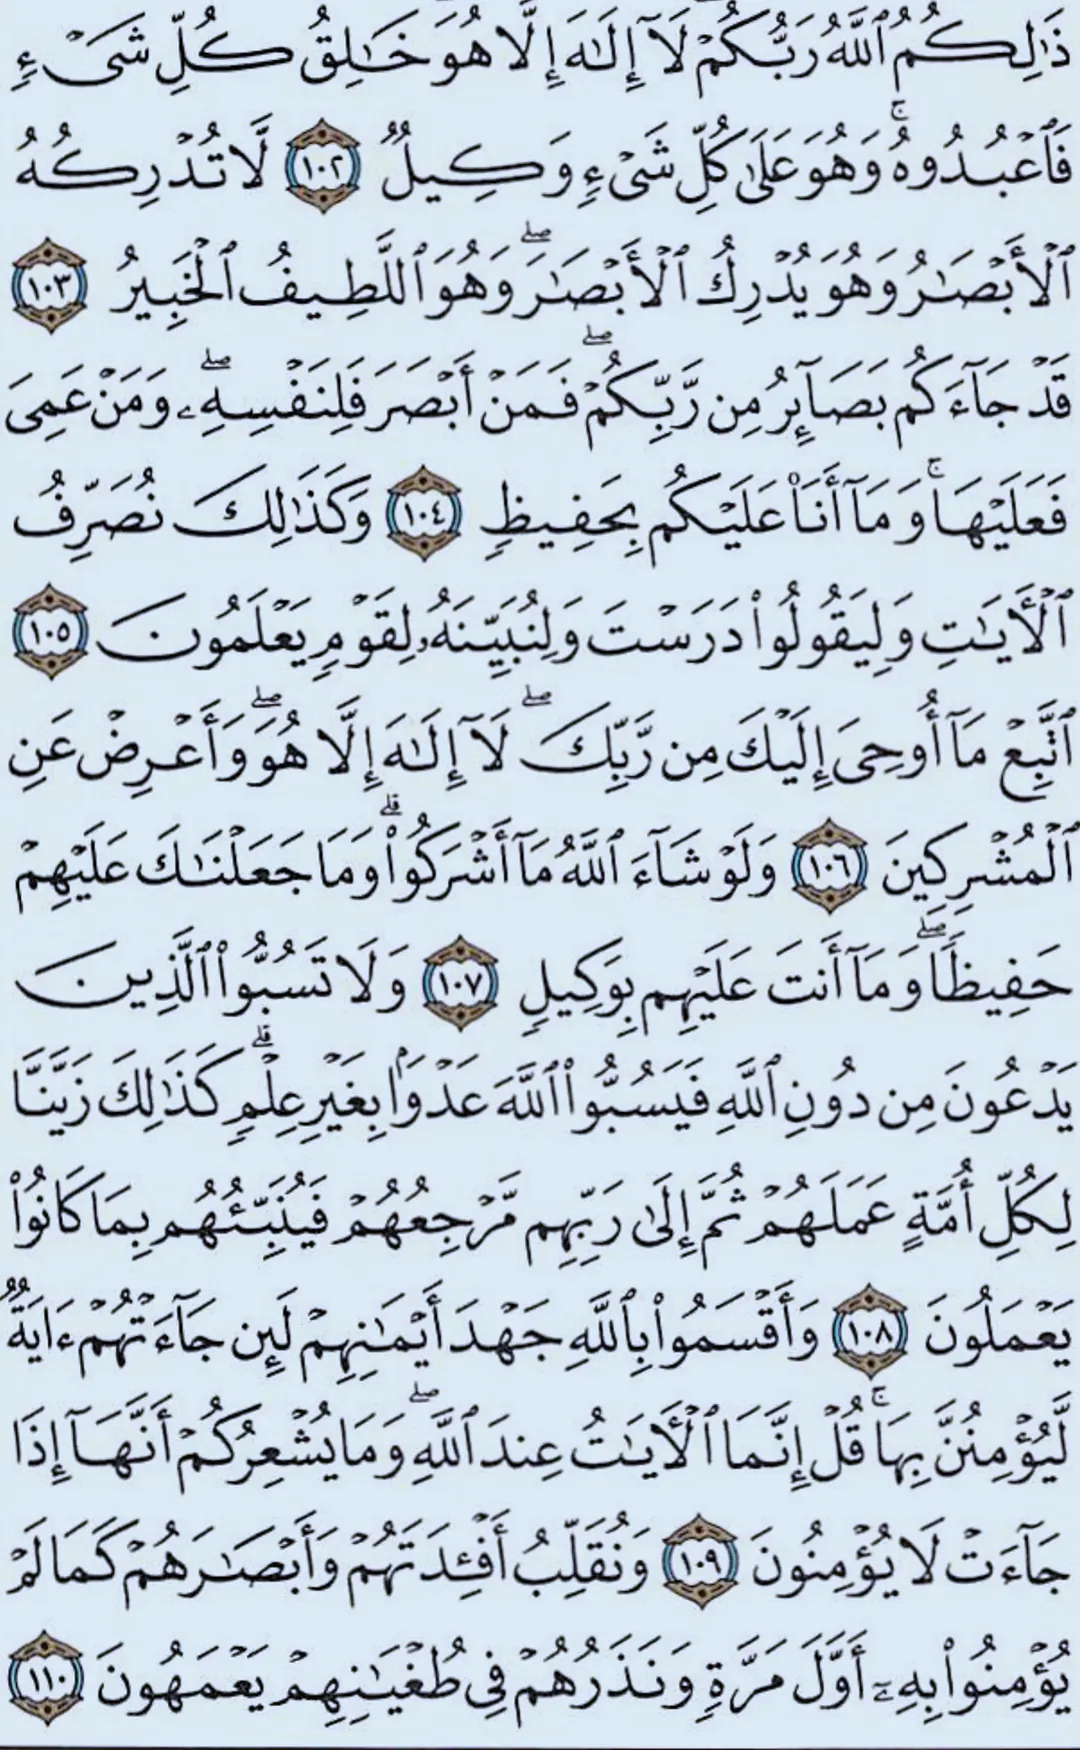 ذَٰلِكُمُ ٱللَّهُ رَبُّكُمْ لَآ إِلَٰهَ إِلَّا هُوَ خَٰلِقُ كُلِّ شَىْءٍ
فَٱعْبُدُوهُ ۚ وَهُوَ عَلَىٰ كُلِّ شَىْءٍ وَكِيلٌ ١٠٢ لَّا تُدْرِكُهُ
ٱلْأَبْصَٰرُ وَهُوَ يُدْرِكُ ٱلْأَبْصَٰرَ ۖ وَهُوَ ٱللَّطِيفُ ٱلْخَبِيرُ ١٠٣
قَدْ جَآءَكُم بَصَآئِرُ مِن رَّبِّكُمْ ۖ فَمَنْ أَبْصَرَ فَلِنَفْسِهِۦ ۖ وَمَنْ عَمِىَ
فَعَلَيْهَا ۚ وَمَآ أَنَا۠ عَلَيْكُم بِحَفِيظٍ ١٠٤ وَكَذَٰلِكَ نُصَرِّفُ
ٱلْـَٔايَٰتِ وَلِيَقُولُوا۟ دَرَسْتَ وَلِنُبَيِّنَهُۥ لِقَوْمٍ يَعْلَمُونَ ١٠٥
ٱتَّبِعْ مَآ أُوحِىَ إِلَيْكَ مِن رَّبِّكَ ۖ لَآ إِلَٰهَ إِلَّا هُوَ ۖ وَأَعْرِضْ عَنِ
ٱلْمُشْرِكِينَ ١٠٦ وَلَوْ شَآءَ ٱللَّهُ مَآ أَشْرَكُوا۟ ۗ وَمَا جَعَلْنَٰكَ عَلَيْهِمْ
حَفِيظًا ۖ وَمَآ أَنتَ عَلَيْهِم بِوَكِيلٍ ١٠٧ وَلَا تَسُبُّوا۟ ٱلَّذِينَ
يَدْعُونَ مِن دُونِ ٱللَّهِ فَيَسُبُّوا۟ ٱللَّهَ عَدْوًۢا بِغَيْرِ عِلْمٍ ۗ كَذَٰلِكَ زَيَّنَّا
لِكُلِّ أُمَّةٍ عَمَلَهُمْ ثُمَّ إِلَىٰ رَبِّهِم مَّرْجِعُهُمْ فَيُنَبِّئُهُم بِمَا كَانُوا۟
يَعْمَلُونَ ١٠٨ وَأَقْسَمُوا۟ بِٱللَّهِ جَهْدَ أَيْمَٰنِهِمْ لَئِن جَآءَتْهُمْ ءَايَةٌ
لَّيُؤْمِنُنَّ بِهَا ۚ قُلْ إِنَّمَا ٱلْـَٔايَٰتُ عِندَ ٱللَّهِ ۖ وَمَا يُشْعِرُكُمْ أَنَّهَآ إِذَا
جَآءَتْ لَا يُؤْمِنُونَ ١٠٩ وَنُقَلِّبُ أَفْـِٔدَتَهُمْ وَأَبْصَٰرَهُمْ كَمَا لَمْ
يُؤْمِنُوا۟ بِهِۦٓ أَوَّلَ مَرَّةٍ وَنَذَرُهُمْ فِى طُغْيَٰنِهِمْ يَعْمَهُونَ ١١٠